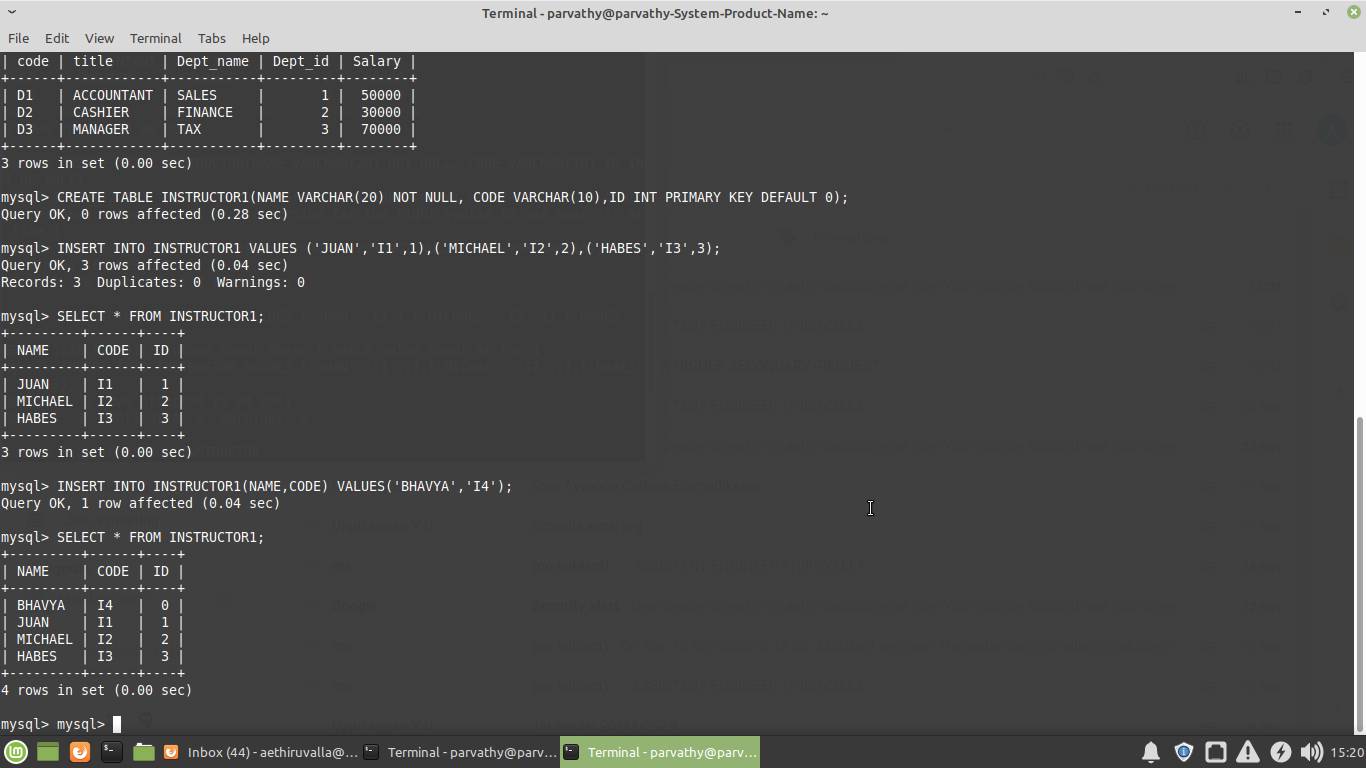 Terminal - parvathy@parvathy-System-Product-Name: ~
File Edit View Terminal Tabs Help
| code | title | Dept_name | Dept_id | Salary |
+------+------------+-----------+---------+--------+
| D1 | ACCOUNTANT | SALES | 1 | 50000 |
| D2 | CASHIER | FINANCE | 2 | 30000 |
| D3 | MANAGER | TAX | 3 | 70000 |
+------+------------+-----------+---------+--------+
3 rows in set (0.00 sec)
mysql> CREATE TABLE INSTRUCTOR1(NAME VARCHAR(20) NOT NULL, CODE VARCHAR(10),ID INT PRIMARY KEY DEFAULT 0);
Query OK, 0 rows affected (0.28 sec)
mysql> INSERT INTO INSTRUCTOR1 VALUES ('JUAN','I1',1),('MICHAEL','I2',2),('HABES','I3',3);
Query OK, 3 rows affected (0.04 sec)
Records: 3 Duplicates: 0 Warnings: 0
mysql> SELECT * FROM INSTRUCTOR1;
+---------+------+----+
| NAME | CODE | ID |
+---------+------+----+
| JUAN | I1 | 1 |
| MICHAEL | I2 | 2 |
| HABES | I3 | 3 |
+---------+------+----+
3 rows in set (0.00 sec)
mysql> INSERT INTO INSTRUCTOR1(NAME,CODE) VALUES('BHAVYA','I4');
Query OK, 1 row affected (0.04 sec)
mysql> SELECT * FROM INSTRUCTOR1;
+---------+------+----+
| NAME | CODE | ID |
+---------+------+----+
| BHAVYA | I4 | 0 |
| JUAN | I1 | 1 |
| MICHAEL | I2 | 2 |
| HABES | I3 | 3 |
+---------+------+----+
4 rows in set (0.00 sec)
mysql> mysql>
Inbox (44) - aethiruvalla@... Terminal - parvathy@parv... Terminal - parvathy@parv... 15:20